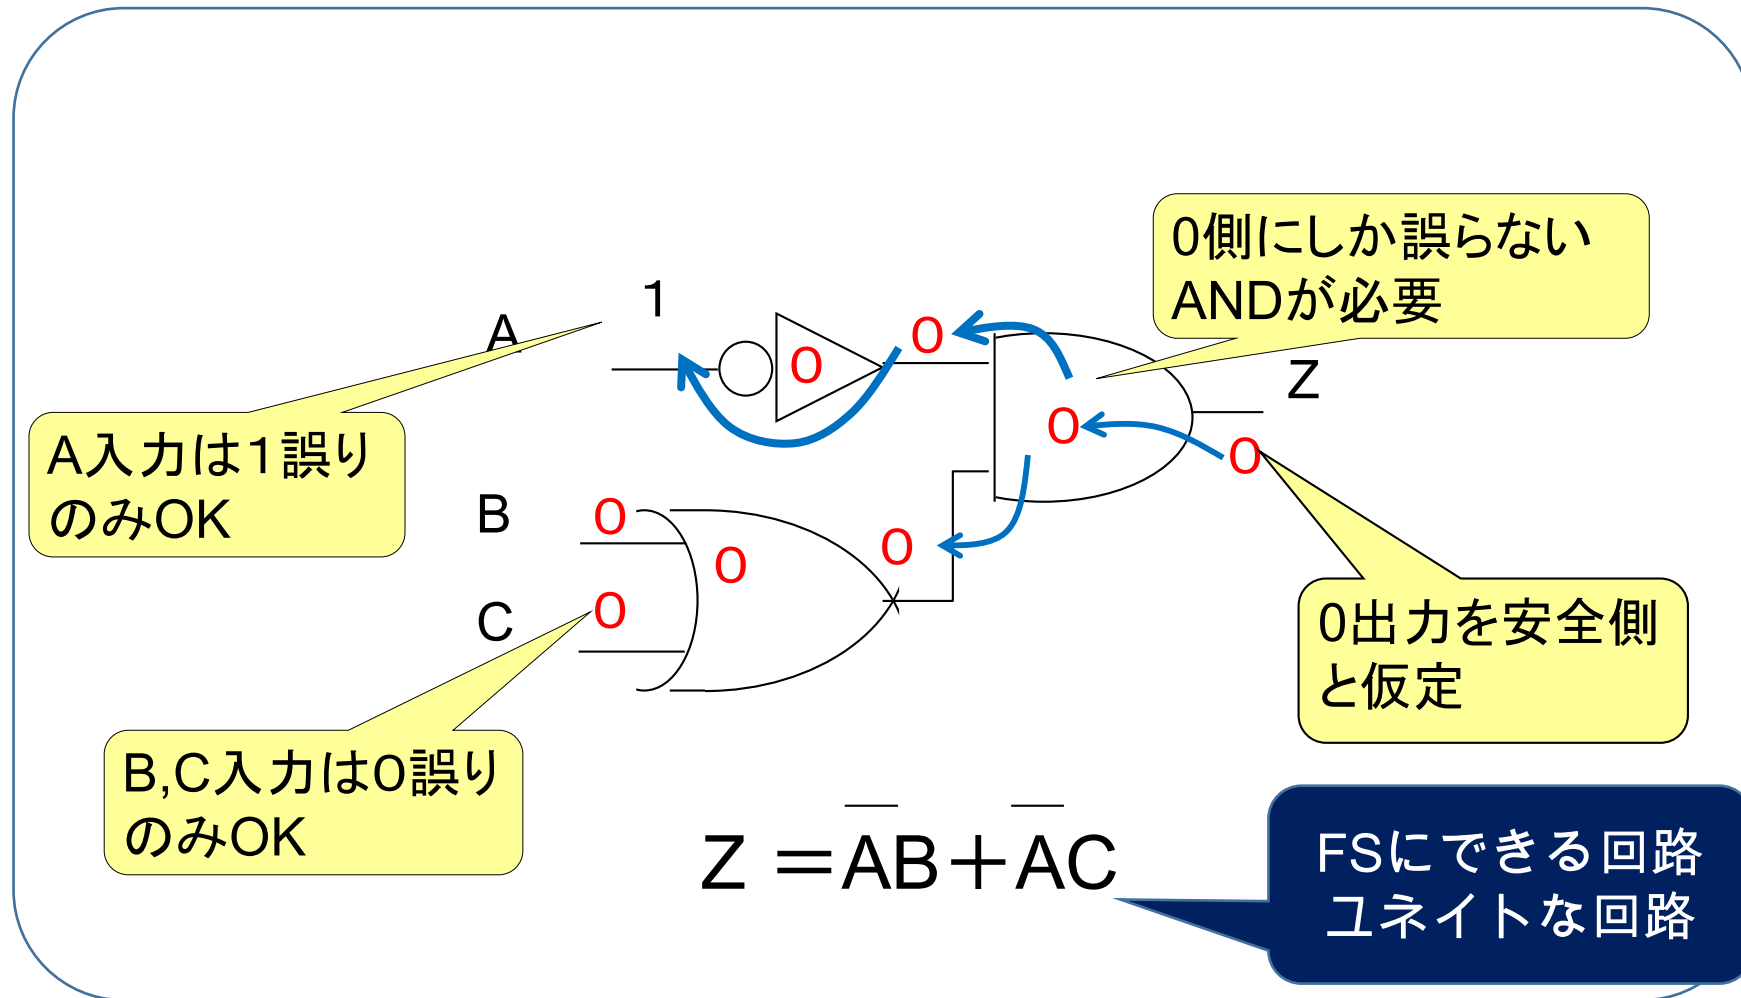 0側にしか誤らない
ANDが必要
1
A
0
0
Z
A入力は1誤り
のみOK
0
0
B
0
0
0
C
0
0出力を安全側
と仮定
B,C入力は0誤り
のみOK
Z＝A̅B＋A̅C
FSにできる回路
ユネイトな回路